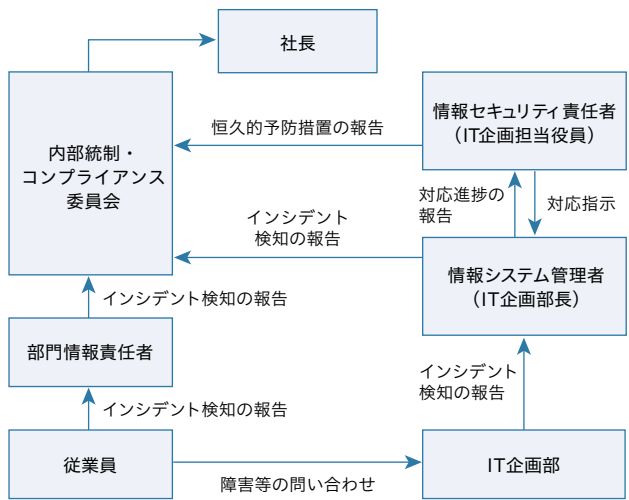 社長
内部統制・
コンプライアンス
委員会
恒久的予防措置の報告
情報セキュリティ責任者
（IT企画担当役員）
対応進捗の
報告
対応指示
インシデント
検知の報告
情報システム管理者
（IT企画部長）
インシデント検知の報告
部門情報責任者
インシデント
検知の報告
インシデント検知の報告
従業員
障害等の問い合わせ
IT企画部